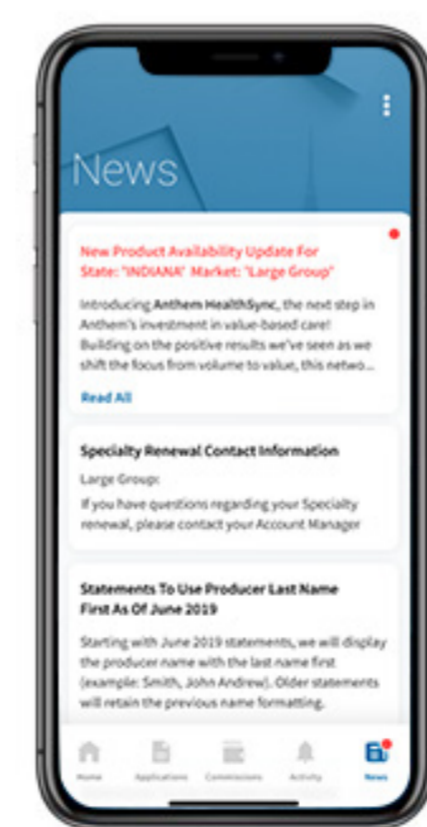 News
New Product Availability Update For
State: "INDIANA" Market: "Large Group"
Introducing Anthem HealthSync, the next step in
Anthem's investment in value-based care!
Building on the positive results we've seen as we
shift the focus from volume to value, this netwo...
Read All
Specialty Renewal Contact Information
Large Group:
If you have questions regarding your Specialty
renewal, please contact your Account Manager
Statements To Use Producer Last Name
First As Of June 2019
Starting with June 2019 statements, we will display
the producer name with the last name first
(example: Smith, John Andrew). Older statements
will retain the previous name formatting.
Home Applications Commissions Activity News